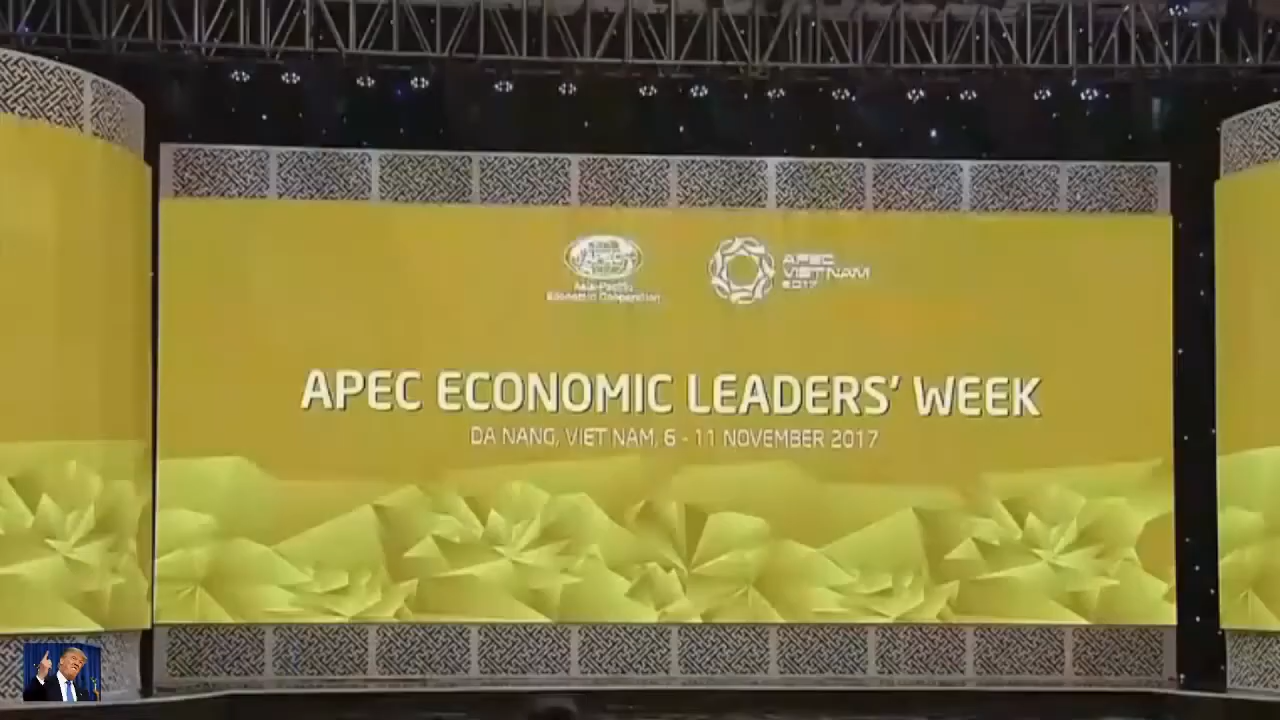 APEC
Asia-Pacific
Economic Cooperation
APEC
VIET NAM
2017
APEC ECONOMIC LEADERS' WEEK
DA NANG, VIET NAM, 6 - 11 NOVEMBER 2017